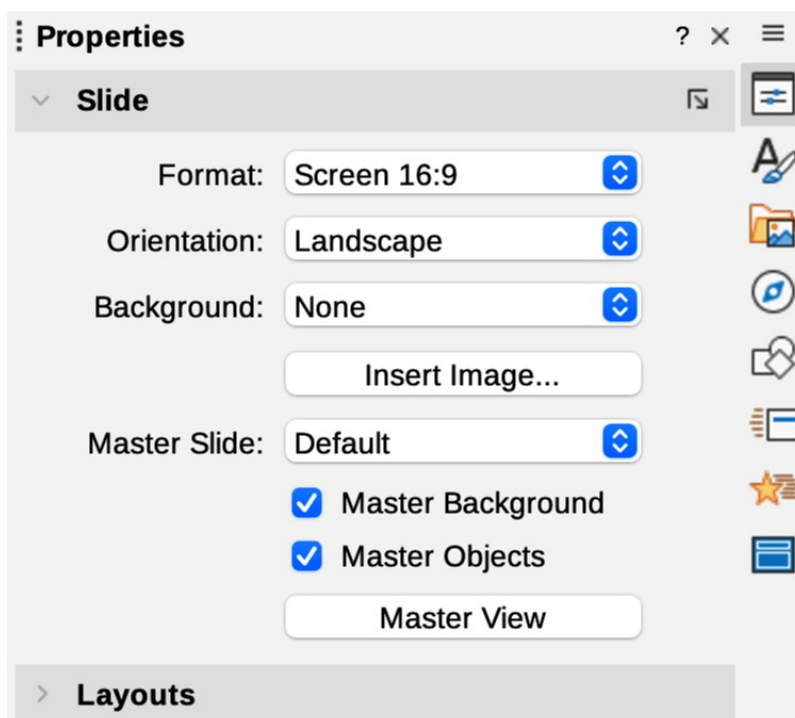 Properties ?
Slide
Format: Screen 16:9
Orientation: Landscape
Background: None
Insert Image...
Master Slide: Default
Master Background
Master Objects
Master View
Layouts